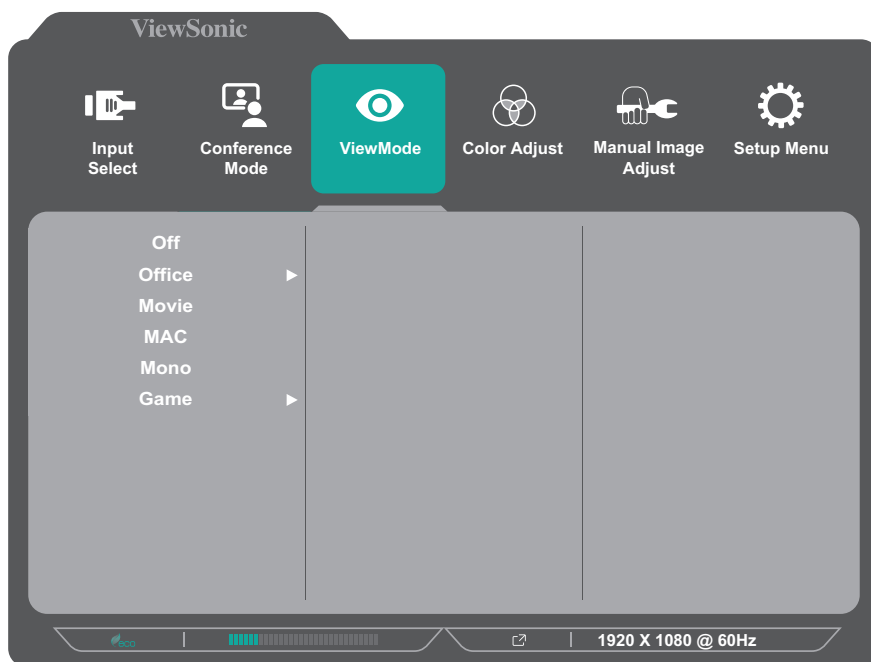 ViewSonic
Input
Select
Conference
Mode
ViewMode
Color Adjust
Manual Image
Adjust
Setup Menu
Off
Office
Movie
MAC
Mono
Game
eco
1920 X 1080 @ 60Hz